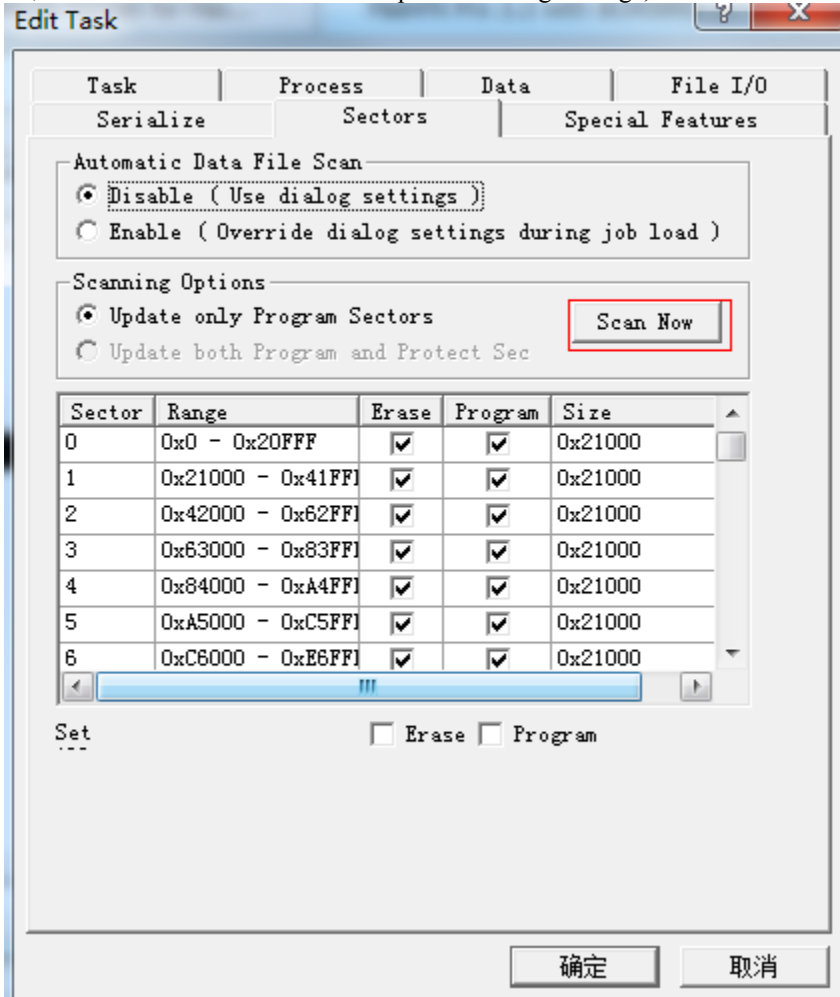 Edit Task
Task Process Data File I/O
Serialize Sectors Special Features
Automatic Data File Scan
Disable ( Use dialog settings )
Enable ( Override dialog settings during job load )
Scanning Options
Update only Program Sectors
Scan Now
Update both Program and Protect Sec
Sector Range Erase Program Size
0 0x0 - 0x20FFF 0x21000
1 0x21000 - 0x41FF 0x21000
2 0x42000 - 0x62FF 0x21000
3 0x63000 - 0x83FF 0x21000
4 0x84000 - 0xA4FF 0x21000
5 0xA5000 - 0xC5FF 0x21000
6 0xC6000 - 0xE6FF 0x21000
Set Erase Program
确定 取消